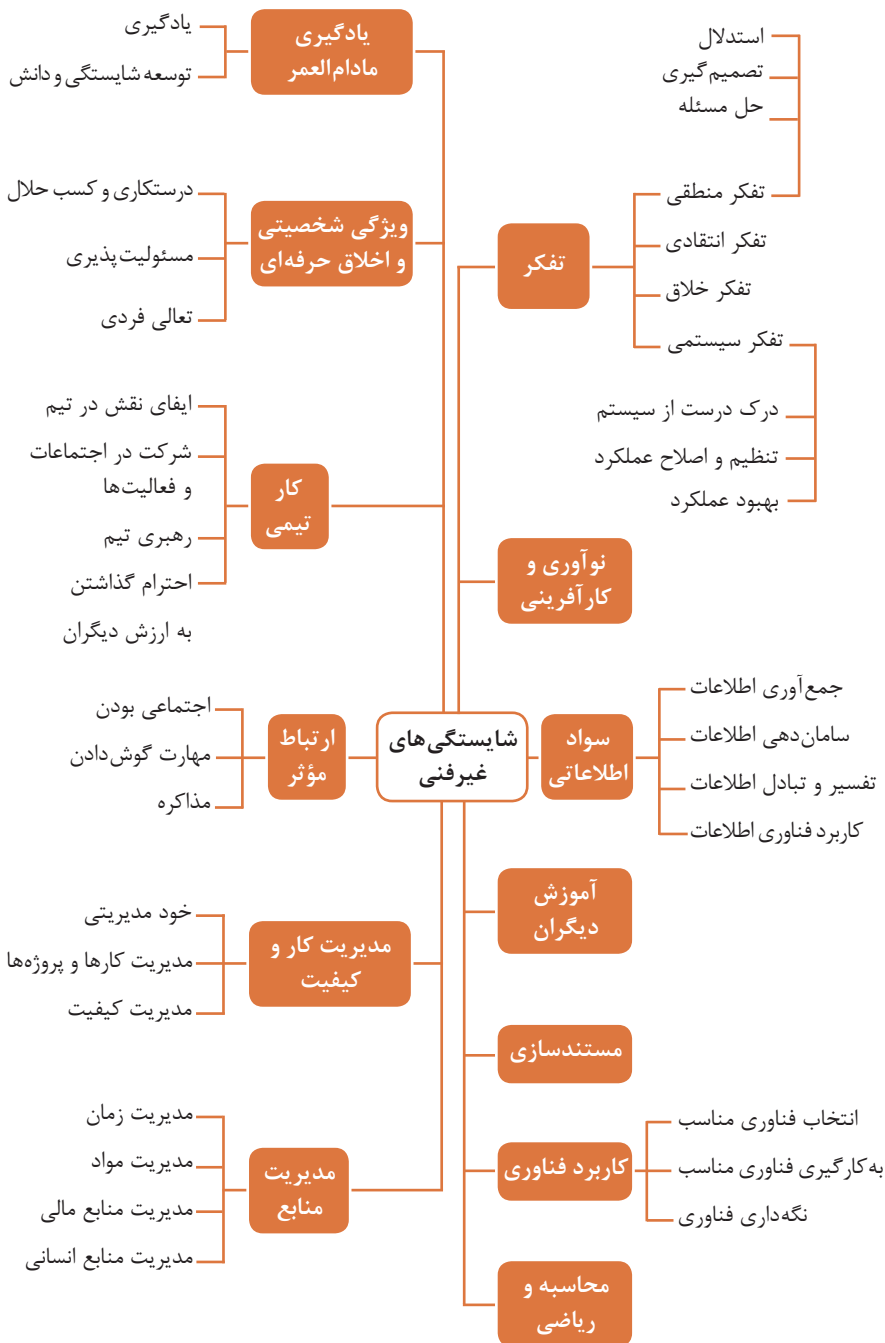 شایستگی‌های
غیرفنی
تفکر
تفکر منطقی
استدلال
تصمیم‌گیری
حل مسئله
تفکر انتقادی
تفکر خلاق
تفکر سیستمی
درک درست از سیستم
تنظیم و اصلاح عملکرد
بهبود عملکرد
نوآوری و
کارآفرینی
سواد
اطلاعاتی
جمع‌آوری اطلاعات
سامان‌دهی اطلاعات
تفسیر و تبادل اطلاعات
کاربرد فناوری اطلاعات
آموزش
دیگران
مستندسازی
کاربرد فناوری
انتخاب فناوری مناسب
به‌کارگیری فناوری مناسب
نگه‌داری فناوری
محاسبه و
ریاضی
یادگیری
مادام‌العمر
یادگیری
توسعه شایستگی و دانش
ویژگی شخصیتی
و اخلاق حرفه‌ای
درستکاری و کسب حلال
مسئولیت‌پذیری
تعالی فردی
کار
تیمی
ایفای نقش در تیم
شرکت در اجتماعات
و فعالیت‌ها
رهبری تیم
احترام گذاشتن
به ارزش دیگران
ارتباط
مؤثر
اجتماعی بودن
مهارت گوش‌دادن
مذاکره
مدیریت کار و
کیفیت
خود مدیریتی
مدیریت کارها و پروژه‌ها
مدیریت کیفیت
مدیریت
منابع
مدیریت زمان
مدیریت مواد
مدیریت منابع مالی
مدیریت منابع انسانی